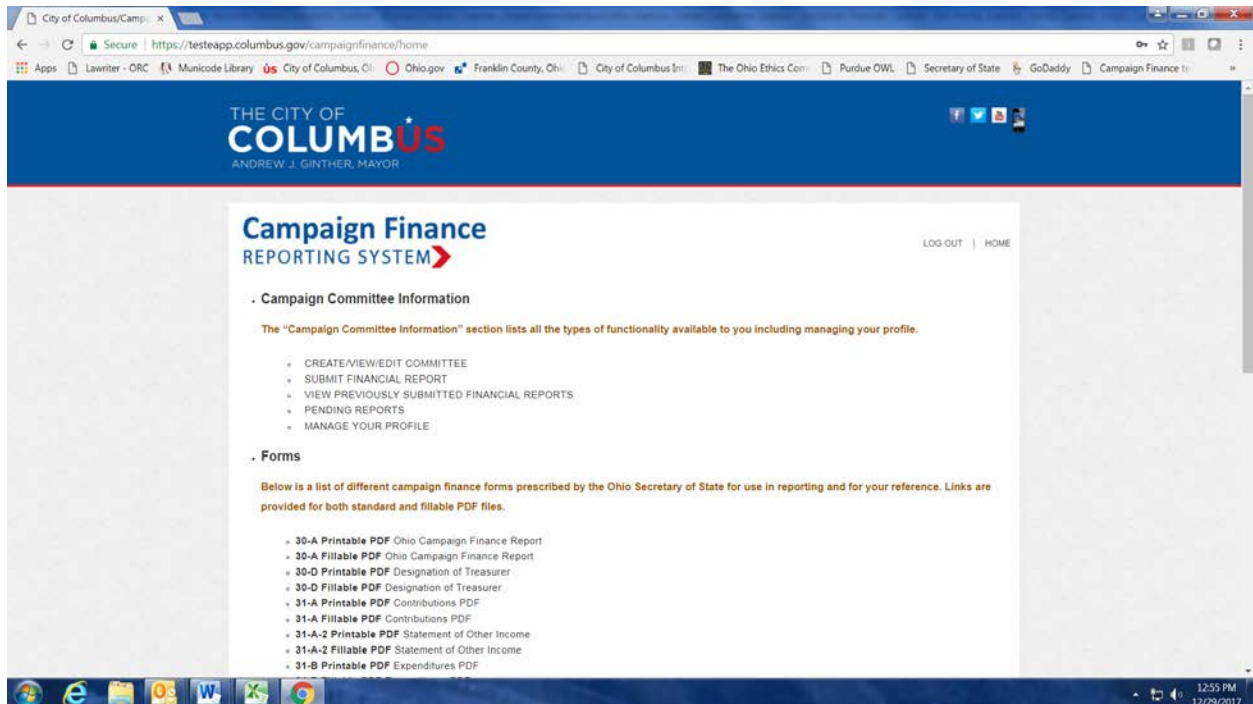 City of Columbus/Camp
Secure | https://testeapp.columbus.gov/campaignfinance/home
Apps Lawriter - ORC Municode Library ùs City of Columbus, O Ohio.gov Franklin County, Ohi City of Columbus Int The Ohio Ethics Com Purdue OWL Secretary of State GoDaddy Campaign Finance te »
THE CITY OF
COLUMBUS
ANDREW J. GINTHER, MAYOR
Campaign Finance
REPORTING SYSTEM
LOG OUT | HOME
Campaign Committee Information
The “Campaign Committee Information” section lists all the types of functionality available to you including managing your profile.
CREATE/VIEW/EDIT COMMITTEE
SUBMIT FINANCIAL REPORT
VIEW PREVIOUSLY SUBMITTED FINANCIAL REPORTS
PENDING REPORTS
MANAGE YOUR PROFILE
Forms
Below is a list of different campaign finance forms prescribed by the Ohio Secretary of State for use in reporting and for your reference. Links are
provided for both standard and fillable PDF files.
30-A Printable PDF Ohio Campaign Finance Report
30-A Fillable PDF Ohio Campaign Finance Report
30-D Printable PDF Designation of Treasurer
30-D Fillable PDF Designation of Treasurer
31-A Printable PDF Contributions PDF
31-A Fillable PDF Contributions PDF
31-A-2 Printable PDF Statement of Other Income
31-A-2 Fillable PDF Statement of Other Income
31-B Printable PDF Expenditures PDF
12:55 PM
12/29/2017